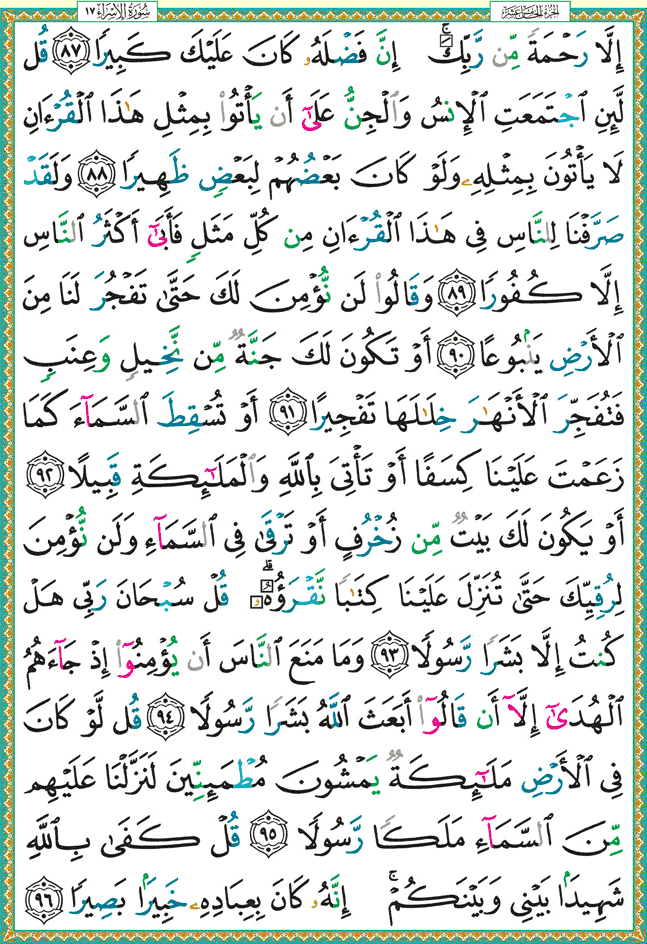 سُورَةُ الإِسْرَاءِ ١٧ الجُزْءُ الخَامِسَ عَشَرَ
إِلَّا رَحْمَةً مِّن رَّبِّكَ ۚ إِنَّ فَضْلَهُۥ كَانَ عَلَيْكَ كَبِيرًا ٨٧ قُل
لَّئِنِ ٱجْتَمَعَتِ ٱلْإِنسُ وَٱلْجِنُّ عَلَىٰٓ أَن يَأْتُوا۟ بِمِثْلِ هَٰذَا ٱلْقُرْءَانِ
لَا يَأْتُونَ بِمِثْلِهِۦ وَلَوْ كَانَ بَعْضُهُمْ لِبَعْضٍ ظَهِيرًا ٨٨ وَلَقَدْ
صَرَّفْنَا لِلنَّاسِ فِى هَٰذَا ٱلْقُرْءَانِ مِن كُلِّ مَثَلٍ فَأَبَىٰٓ أَكْثَرُ ٱلنَّاسِ
إِلَّا كُفُورًا ٨٩ وَقَالُوا۟ لَن نُّؤْمِنَ لَكَ حَتَّىٰ تَفْجُرَ لَنَا مِنَ
ٱلْأَرْضِ يَنۢبُوعًا ٩٠ أَوْ تَكُونَ لَكَ جَنَّةٌ مِّن نَّخِيلٍ وَعِنَبٍ
فَتُفَجِّرَ ٱلْأَنْهَٰرَ خِلَٰلَهَا تَفْجِيرًا ٩١ أَوْ تُسْقِطَ ٱلسَّمَآءَ كَمَا
زَعَمْتَ عَلَيْنَا كِسَفًا أَوْ تَأْتِىَ بِٱللَّهِ وَٱلْمَلَٰٓئِكَةِ قَبِيلًا ٩٢
أَوْ يَكُونَ لَكَ بَيْتٌ مِّن زُخْرُفٍ أَوْ تَرْقَىٰ فِى ٱلسَّمَآءِ وَلَن نُّؤْمِنَ
لِرُقِيِّكَ حَتَّىٰ تُنَزِّلَ عَلَيْنَا كِتَٰبًا نَّقْرَؤُهُۥ ۗ قُلْ سُبْحَانَ رَبِّى هَلْ
كُنتُ إِلَّا بَشَرًا رَّسُولًا ٩٣ وَمَا مَنَعَ ٱلنَّاسَ أَن يُؤْمِنُوٓا۟ إِذْ جَآءَهُمُ
ٱلْهُدَىٰٓ إِلَّآ أَن قَالُوٓا۟ أَبَعَثَ ٱللَّهُ بَشَرًا رَّسُولًا ٩٤ قُل لَّوْ كَانَ
فِى ٱلْأَرْضِ مَلَٰٓئِكَةٌ يَمْشُونَ مُطْمَئِنِّينَ لَنَزَّلْنَا عَلَيْهِم
مِّنَ ٱلسَّمَآءِ مَلَكًا رَّسُولًا ٩٥ قُلْ كَفَىٰ بِٱللَّهِ
شَهِيدًۢا بَيْنِى وَبَيْنَكُمْ ۚ إِنَّهُۥ كَانَ بِعِبَادِهِۦ خَبِيرًۢا بَصِيرًا ٩٦